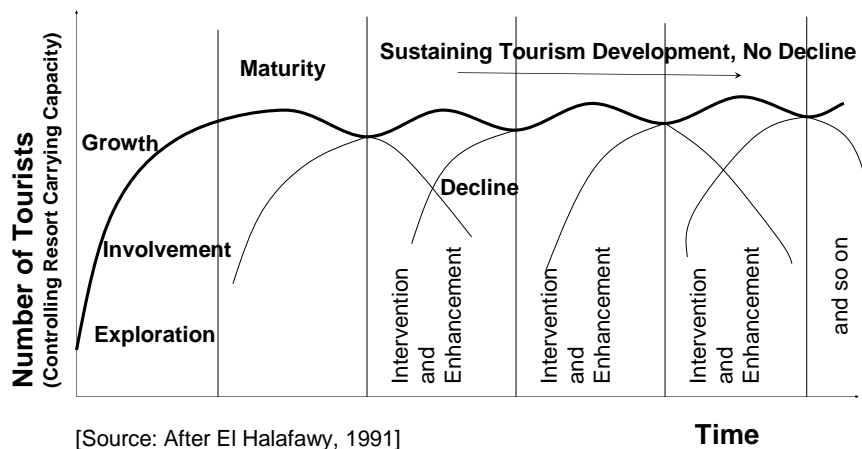 Sustaining Tourism Development, No Decline
Maturity
Growth
Decline
Involvement
Exploration
Number of Tourists
(Controlling Resort Carrying Capacity)
Intervention
and
Enhancement
Intervention
and
Enhancement
Intervention
and
Enhancement
and so on
Time
[Source: After El Halafawy, 1991]